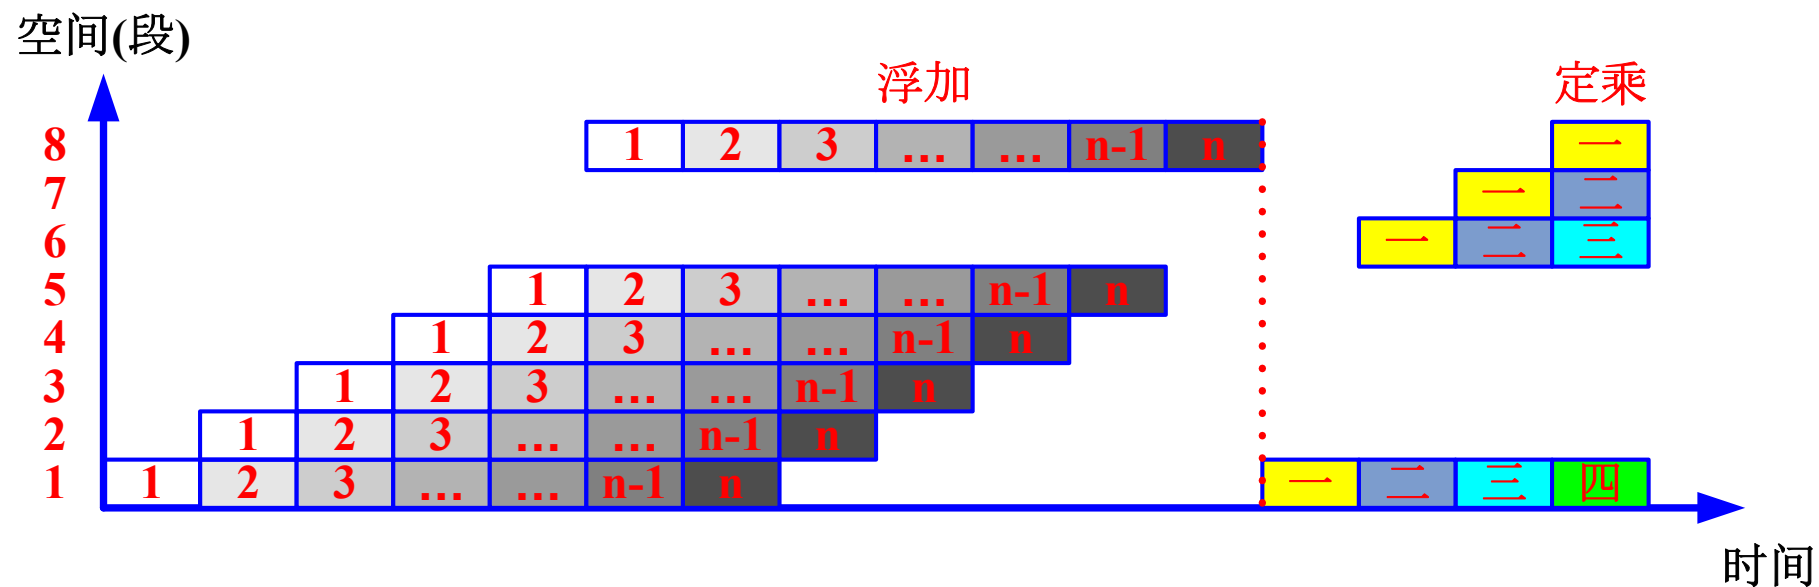 空间(段)
浮加 定乘
8 1 2 3 ... ... n-1 n 一
7 一 二
6 一 二 三
5 1 2 3 ... ... n-1 n
4 1 2 3 ... ... n-1 n
3 1 2 3 ... ... n-1 n
2 1 2 3 ... ... n-1 n
1 1 2 3 ... ... n-1 n 一 二 三 四
时间